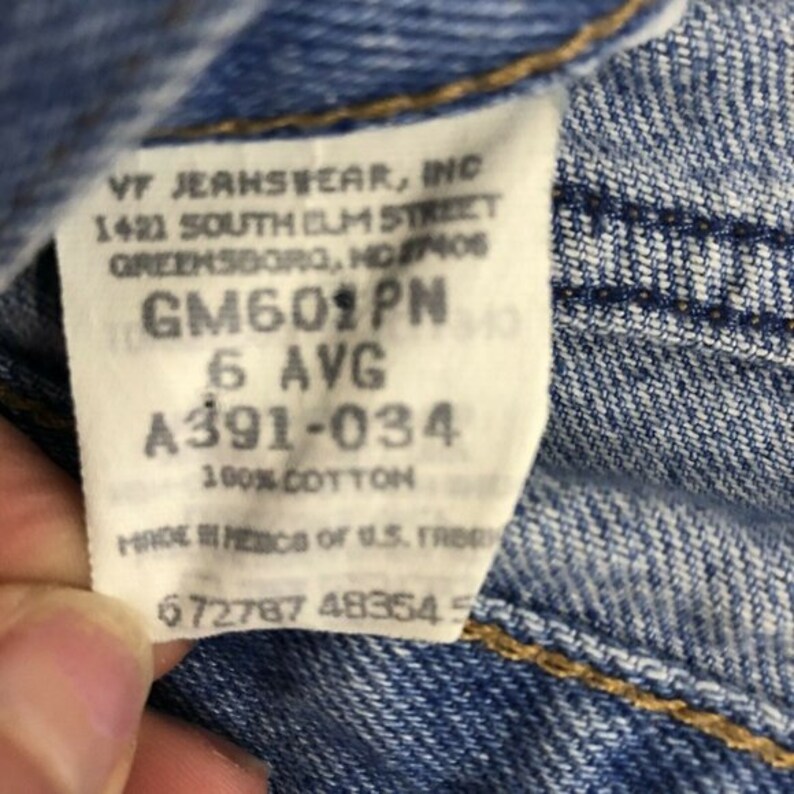 VF JEANSWEAR, INC
1421 SOUTH ELM STREET
GREENSBORO, NC 27406
GM601PN
6 AVG
A391-034
100% COTTON
MADE IN MEXICO OF U.S. FABRIC
672787 48354 5